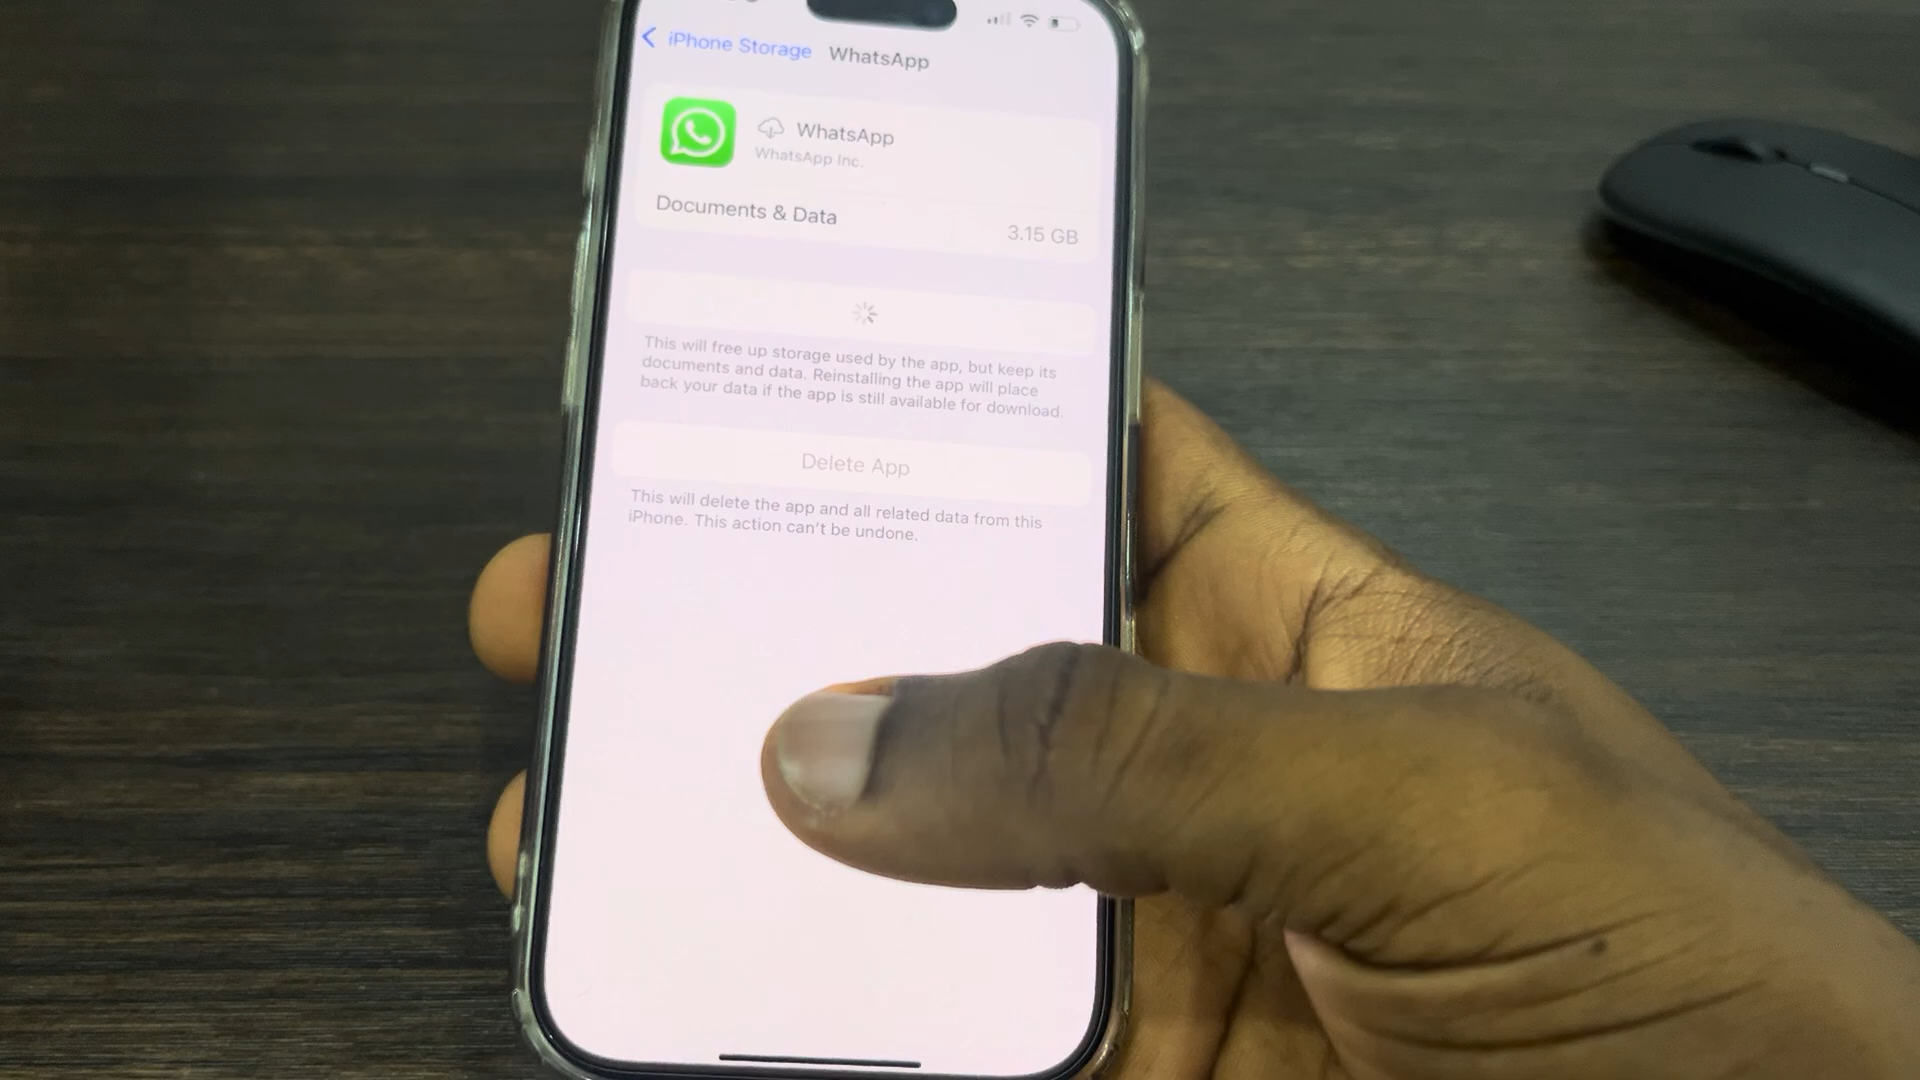 iPhone Storage WhatsApp
WhatsApp
WhatsApp Inc.
Documents & Data
3.15 GB
This will free up storage used by the app, but keep its
documents and data. Reinstalling the app will place
back your data if the app is still available for download.
Delete App
This will delete the app and all related data from this
iPhone. This action can't be undone.